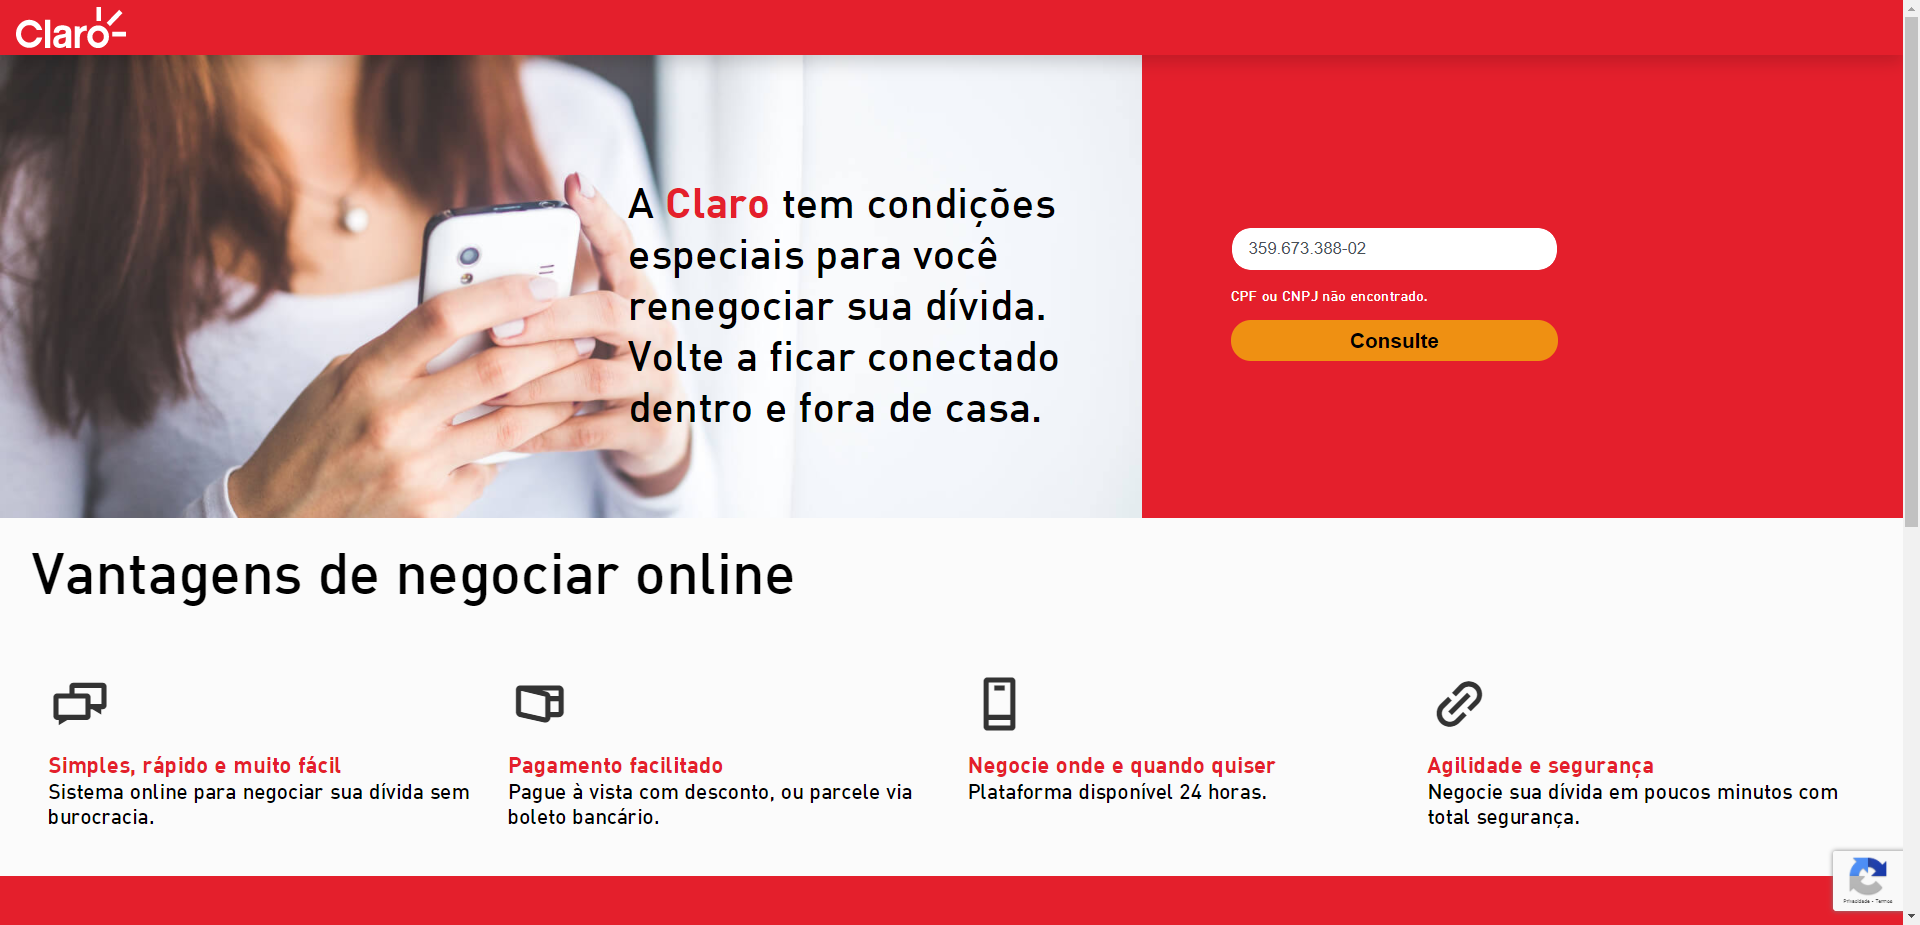 Claro
A Claro tem condições
especiais para você
renegociar sua dívida.
Volte a ficar conectado
dentro e fora de casa.
359.673.388-02
CPF ou CNPJ não encontrado.
Consulte
Vantagens de negociar online
Simples, rápido e muito fácil
Sistema online para negociar sua dívida sem
burocracia.
Pagamento facilitado
Pague à vista com desconto, ou parcele via
boleto bancário.
Negocie onde e quando quiser
Plataforma disponível 24 horas.
Agilidade e segurança
Negocie sua dívida em poucos minutos com
total segurança.
Privacidade - Termos